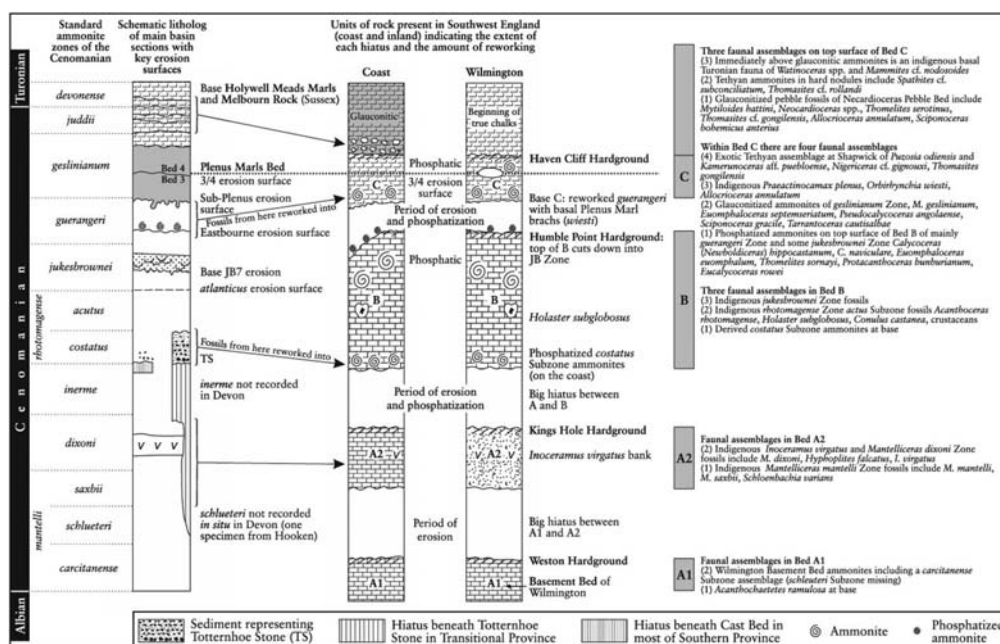 Standard
ammonite
zones of the
Cenomanian
Schematic litholog
of main basin
sections with
key erosion
surfaces
Units of rock present in Southwest England
(coast and inland) indicating the extent
of each hiatus and the amount of reworking
Coast
Wilmington
Turonian
Cenomanian
Albian
rhotomagense
mantelli
devonense
juddii
geslinianum
guerangeri
jukesbrownei
acutus
costatus
inerme
dixoni
saxbii
schlueteri
carcitanense
Bed 4
Bed 3
V V V
Base Holywell Meads Marls
and Melbourn Rock (Sussex)
Plenus Marls Bed
3/4 erosion surface
Sub-Plenus erosion
surface
Fossils from here reworked into
Eastbourne erosion surface
Base JB7 erosion
atlanticus erosion surface
Fossils from here reworked into
TS
inerme not recorded
in Devon
schlueteri not recorded
in situ in Devon (one
specimen from Hooken)
Glauconitic
C
B
A2 V
A1
Phosphatic
3/4 erosion
surface
Period of erosion
and phosphatization
Phosphatic
Period of erosion
and phosphatization
Period of
erosion
Beginning of
true chalks
C
B
V A2 V
A1
Haven Cliff Hardground
Base C: reworked guerangeri
with basal Plenus Marl
brachs (wiesti)
Humble Point Hardground:
top of B cuts down into
JB Zone
Holaster subglobosus
Phosphatized costatus
Subzone ammonites
(on the coast)
Big hiatus between
A and B
Kings Hole Hardground
Inoceramus virgatus bank
Big hiatus between
A1 and A2
Weston Hardground
Basement Bed of
Wilmington
C
B
A2
A1
Three faunal assemblages on top surface of Bed C
(3) Immediately above glauconitic ammonites is an indigenous basal
Turonian fauna of Watinoceras spp. and Mammites cf. nodosoides
(2) Tethyan ammonites in hard nodules include Spathites cf.
subconciliatum, Thomasites cf. rollandi
(1) Glauconitized pebble fossils of Neocardioceras Pebble Bed include
Mytiloides hattini, Neocardioceras spp., Thomelites serotinus,
Thomasites cf. gongilensis, Allocrioceras annulatum, Sciponoceras
bohemicus anterius
Within Bed C there are four faunal assemblages
(4) Exotic Tethyan assemblage at Shapwick of Puzosia odiensis and
Kamerunoceras aff. puebloense, Nigericeras cf. gignouxi, Thomasites
gongilensis
(3) Indigenous Praeactinocamax plenus, Orbirhynchia wiesti,
Allocrioceras annulatum
(2) Glauconitized ammonites of geslinianum Zone, M. geslinianum,
Euomphaloceras septemseriatum, Pseudocalycoceras angolaense,
Sciponoceras gracile, Tarrantoceras cautisalbae
(1) Phosphatized ammonites on top surface of Bed B of mainly
guerangeri Zone and some jukesbrownei Zone Calycoceras
(Newboldiceras) hippocastanum, C. naviculare, Euomphaloceras
euomphalum, Thomelites sornayi, Protacanthoceras bunburianum,
Eucalycoceras rowei
Three faunal assemblages in Bed B
(3) Indigenous jukesbrownei Zone fossils
(2) Indigenous rhotomagense Zone actus Subzone fossils Acanthoceras
rhotomagense, Holaster subglobosus, Conulus castanea, crustaceans
(1) Derived costatus Subzone ammonites at base
Faunal assemblages in Bed A2
(2) Indigenous Inoceramus virgatus and Mantelliceras dixoni Zone
fossils include M. dixoni, Hyphoplites falcatus, I. virgatus
(1) Indigenous Mantelliceras mantelli Zone fossils include M. mantelli,
M. saxbii, Schloenbachia varians
Faunal assemblages in Bed A1
(2) Wilmington Basement Bed ammonites including a carcitanense
Subzone assemblage (schleuteri Subzone missing)
(1) Acanthochaetetes ramulosa at base
Sediment representing
Totternhoe Stone (TS)
Hiatus beneath Totternhoe
Stone in Transitional Province
Hiatus beneath Cast Bed in
most of Southern Province
Ammonite
Phosphatized
ammonite